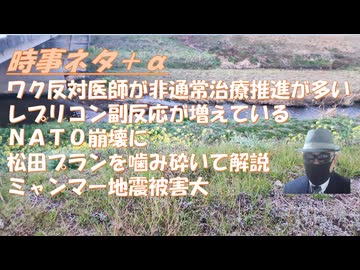 時事ネタ+α
ワク反対医師が非通常治療推進が多い
レプリコン副反応が増えている
NATO崩壊に
松田プランを噛み砕いて解説
ミャンマー地震被害大